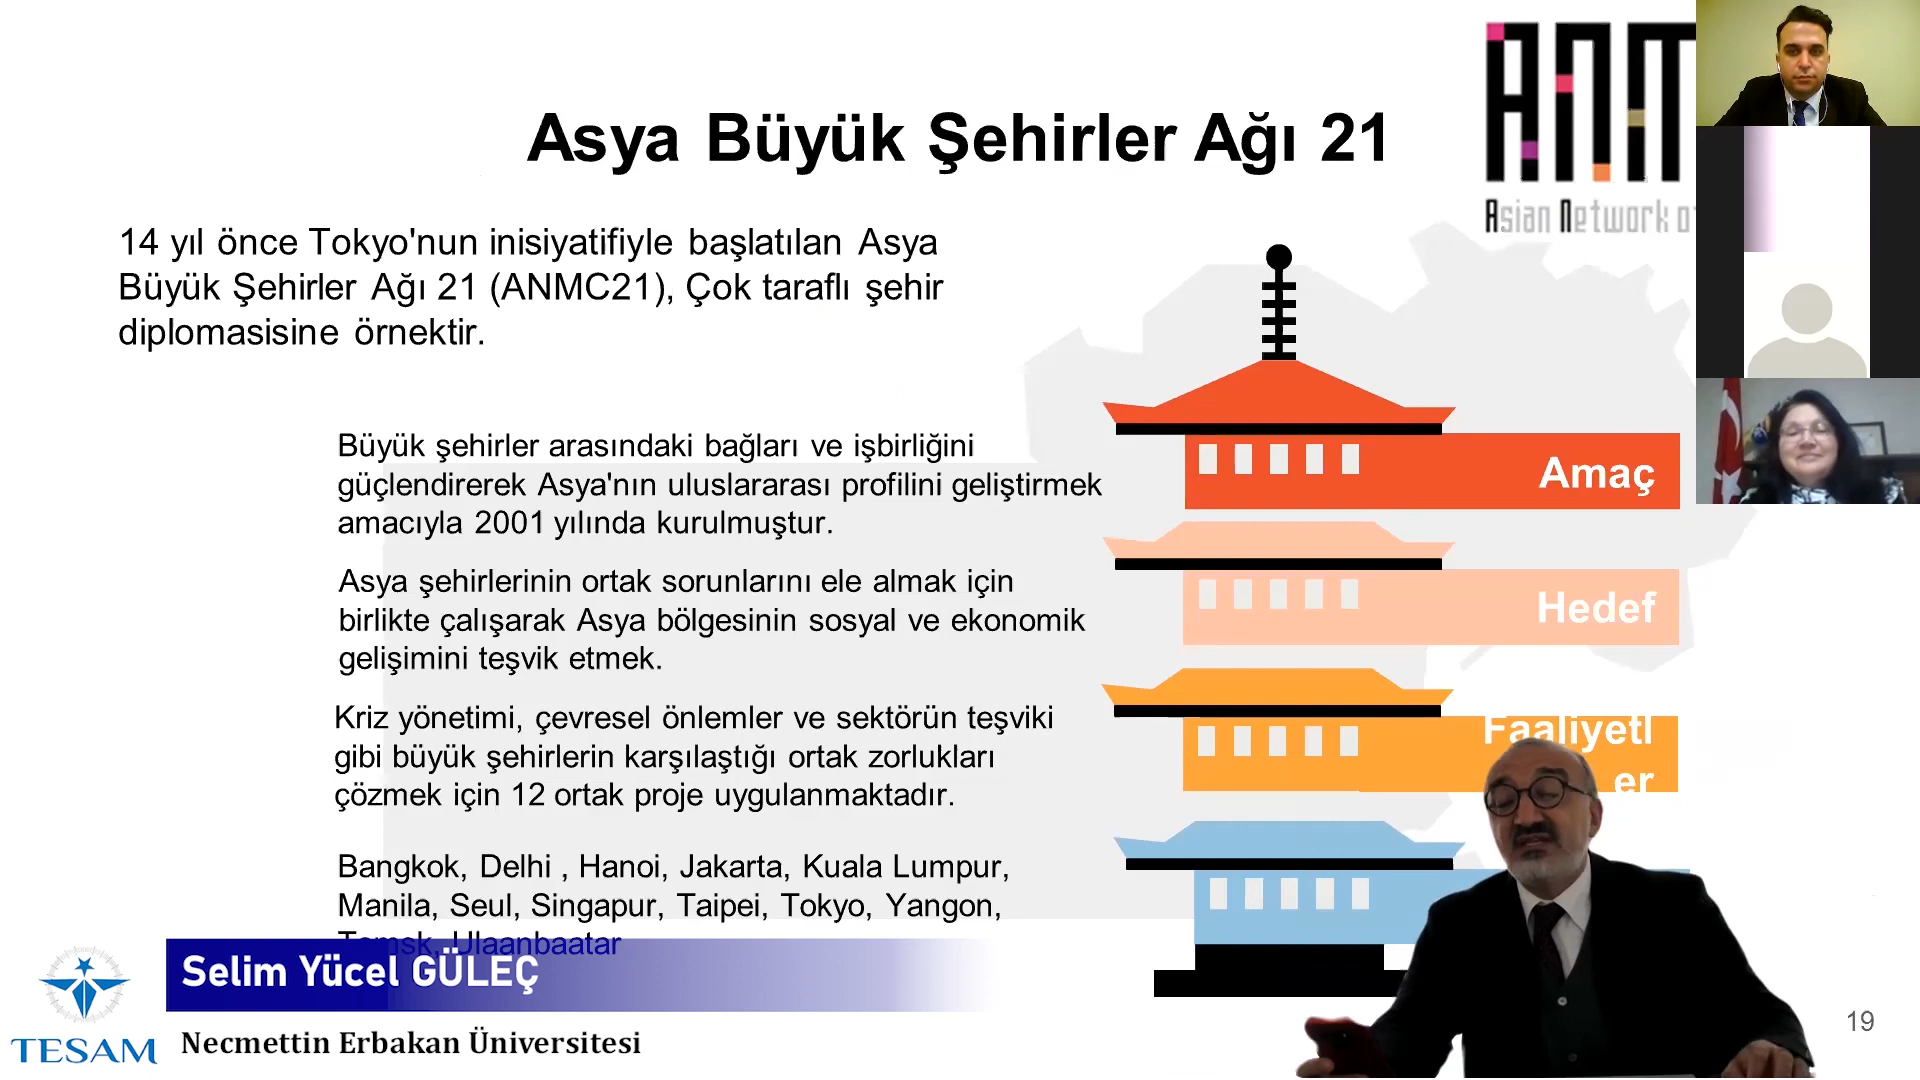 Asya Büyük Şehirler Ağı 21
ANM
Asian Network o
14 yıl önce Tokyo'nun inisiyatifiyle başlatılan Asya
Büyük Şehirler Ağı 21 (ANMC21), Çok taraflı şehir
diplomasisine örnektir.
Büyük şehirler arasındaki bağları ve işbirliğini
güçlendirerek Asya'nın uluslararası profilini geliştirmek
amacıyla 2001 yılında kurulmuştur.
Amaç
Asya şehirlerinin ortak sorunlarını ele almak için
birlikte çalışarak Asya bölgesinin sosyal ve ekonomik
gelişimini teşvik etmek.
Hedef
Kriz yönetimi, çevresel önlemler ve sektörün teşviki
gibi büyük şehirlerin karşılaştığı ortak zorlukları
çözmek için 12 ortak proje uygulanmaktadır.
Faaliyetl
er
Bangkok, Delhi , Hanoi, Jakarta, Kuala Lumpur,
Manila, Seul, Singapur, Taipei, Tokyo, Yangon,
Tomsk, Ulaanbaatar
Selim Yücel GÜLEÇ
Necmettin Erbakan Üniversitesi
TESAM
19